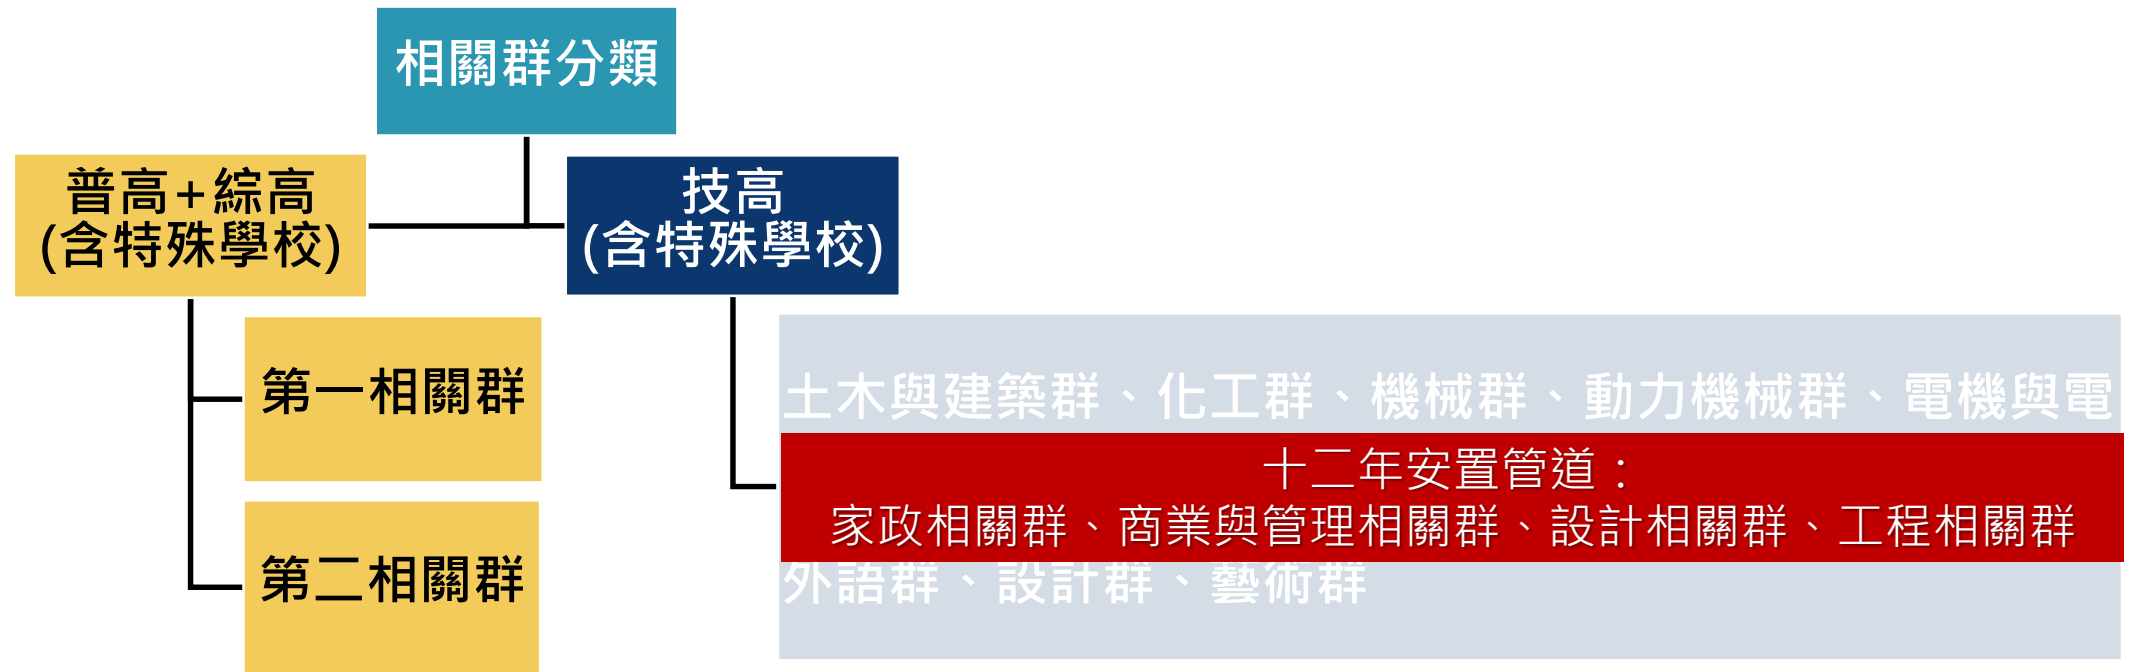 相關群分類
普高+綜高
(含特殊學校)
技高
(含特殊學校)
第一相關群
第二相關群
土木與建築群、化工群、機械群、動力機械群、電機與電
十二年安置管道：
家政相關群、商業與管理相關群、設計相關群、工程相關群
外語群、設計群、藝術群